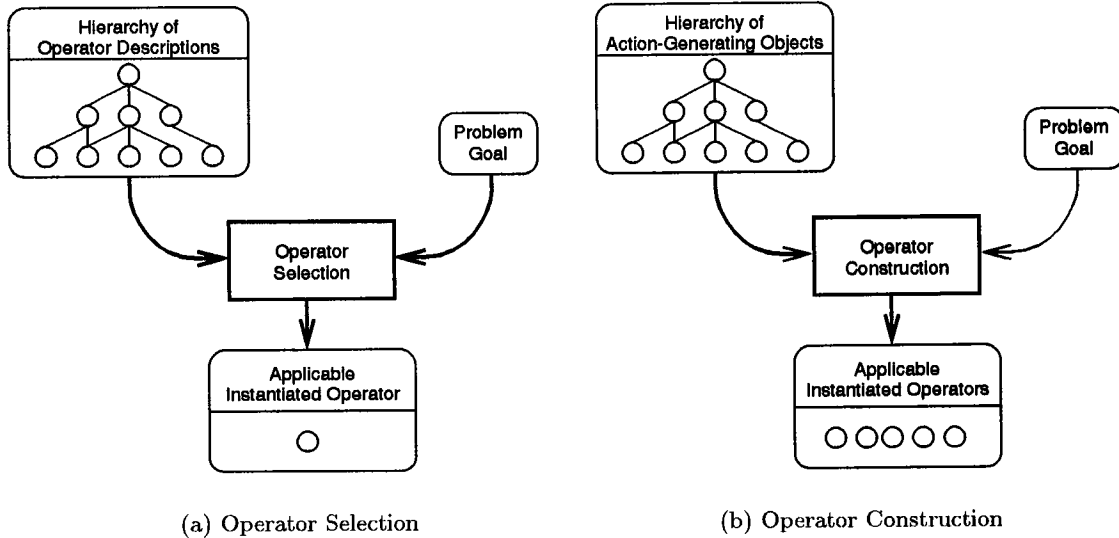 Hierarchy of
Operator Descriptions
Problem
Goal
Operator
Selection
Applicable
Instantiated Operator
(a) Operator Selection
Hierarchy of
Action-Generating Objects
Problem
Goal
Operator
Construction
Applicable
Instantiated Operators
(b) Operator Construction